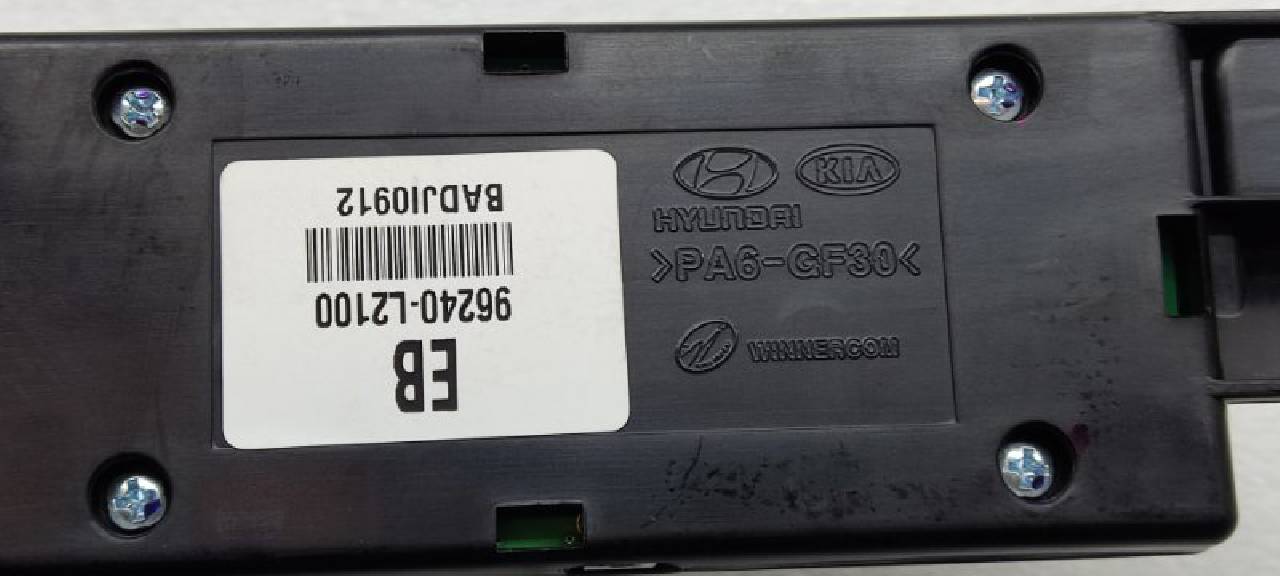 EB
96240-L2100
BADJI0912
KIA
HYUNDAI
>PA6-GF30<
WINNERCOM